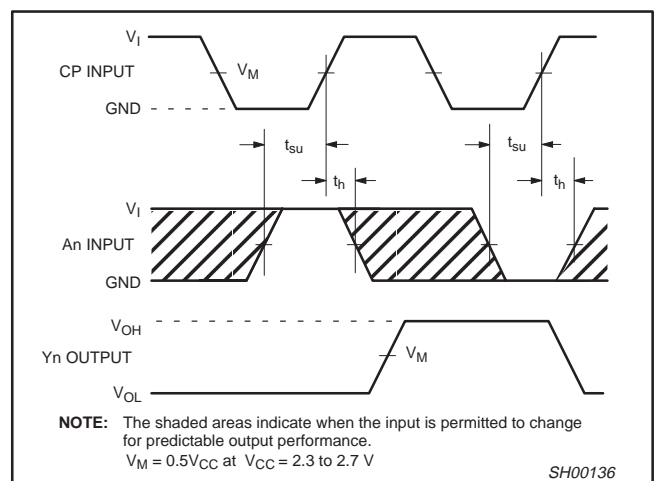 V_I
CP INPUT
V_M
GND
t_su
t_su
t_h
t_h
V_I
An INPUT
GND
V_OH
Yn OUTPUT
V_M
V_OL
NOTE: The shaded areas indicate when the input is permitted to change
for predictable output performance.
V_M = 0.5V_CC at V_CC = 2.3 to 2.7 V
SH00136